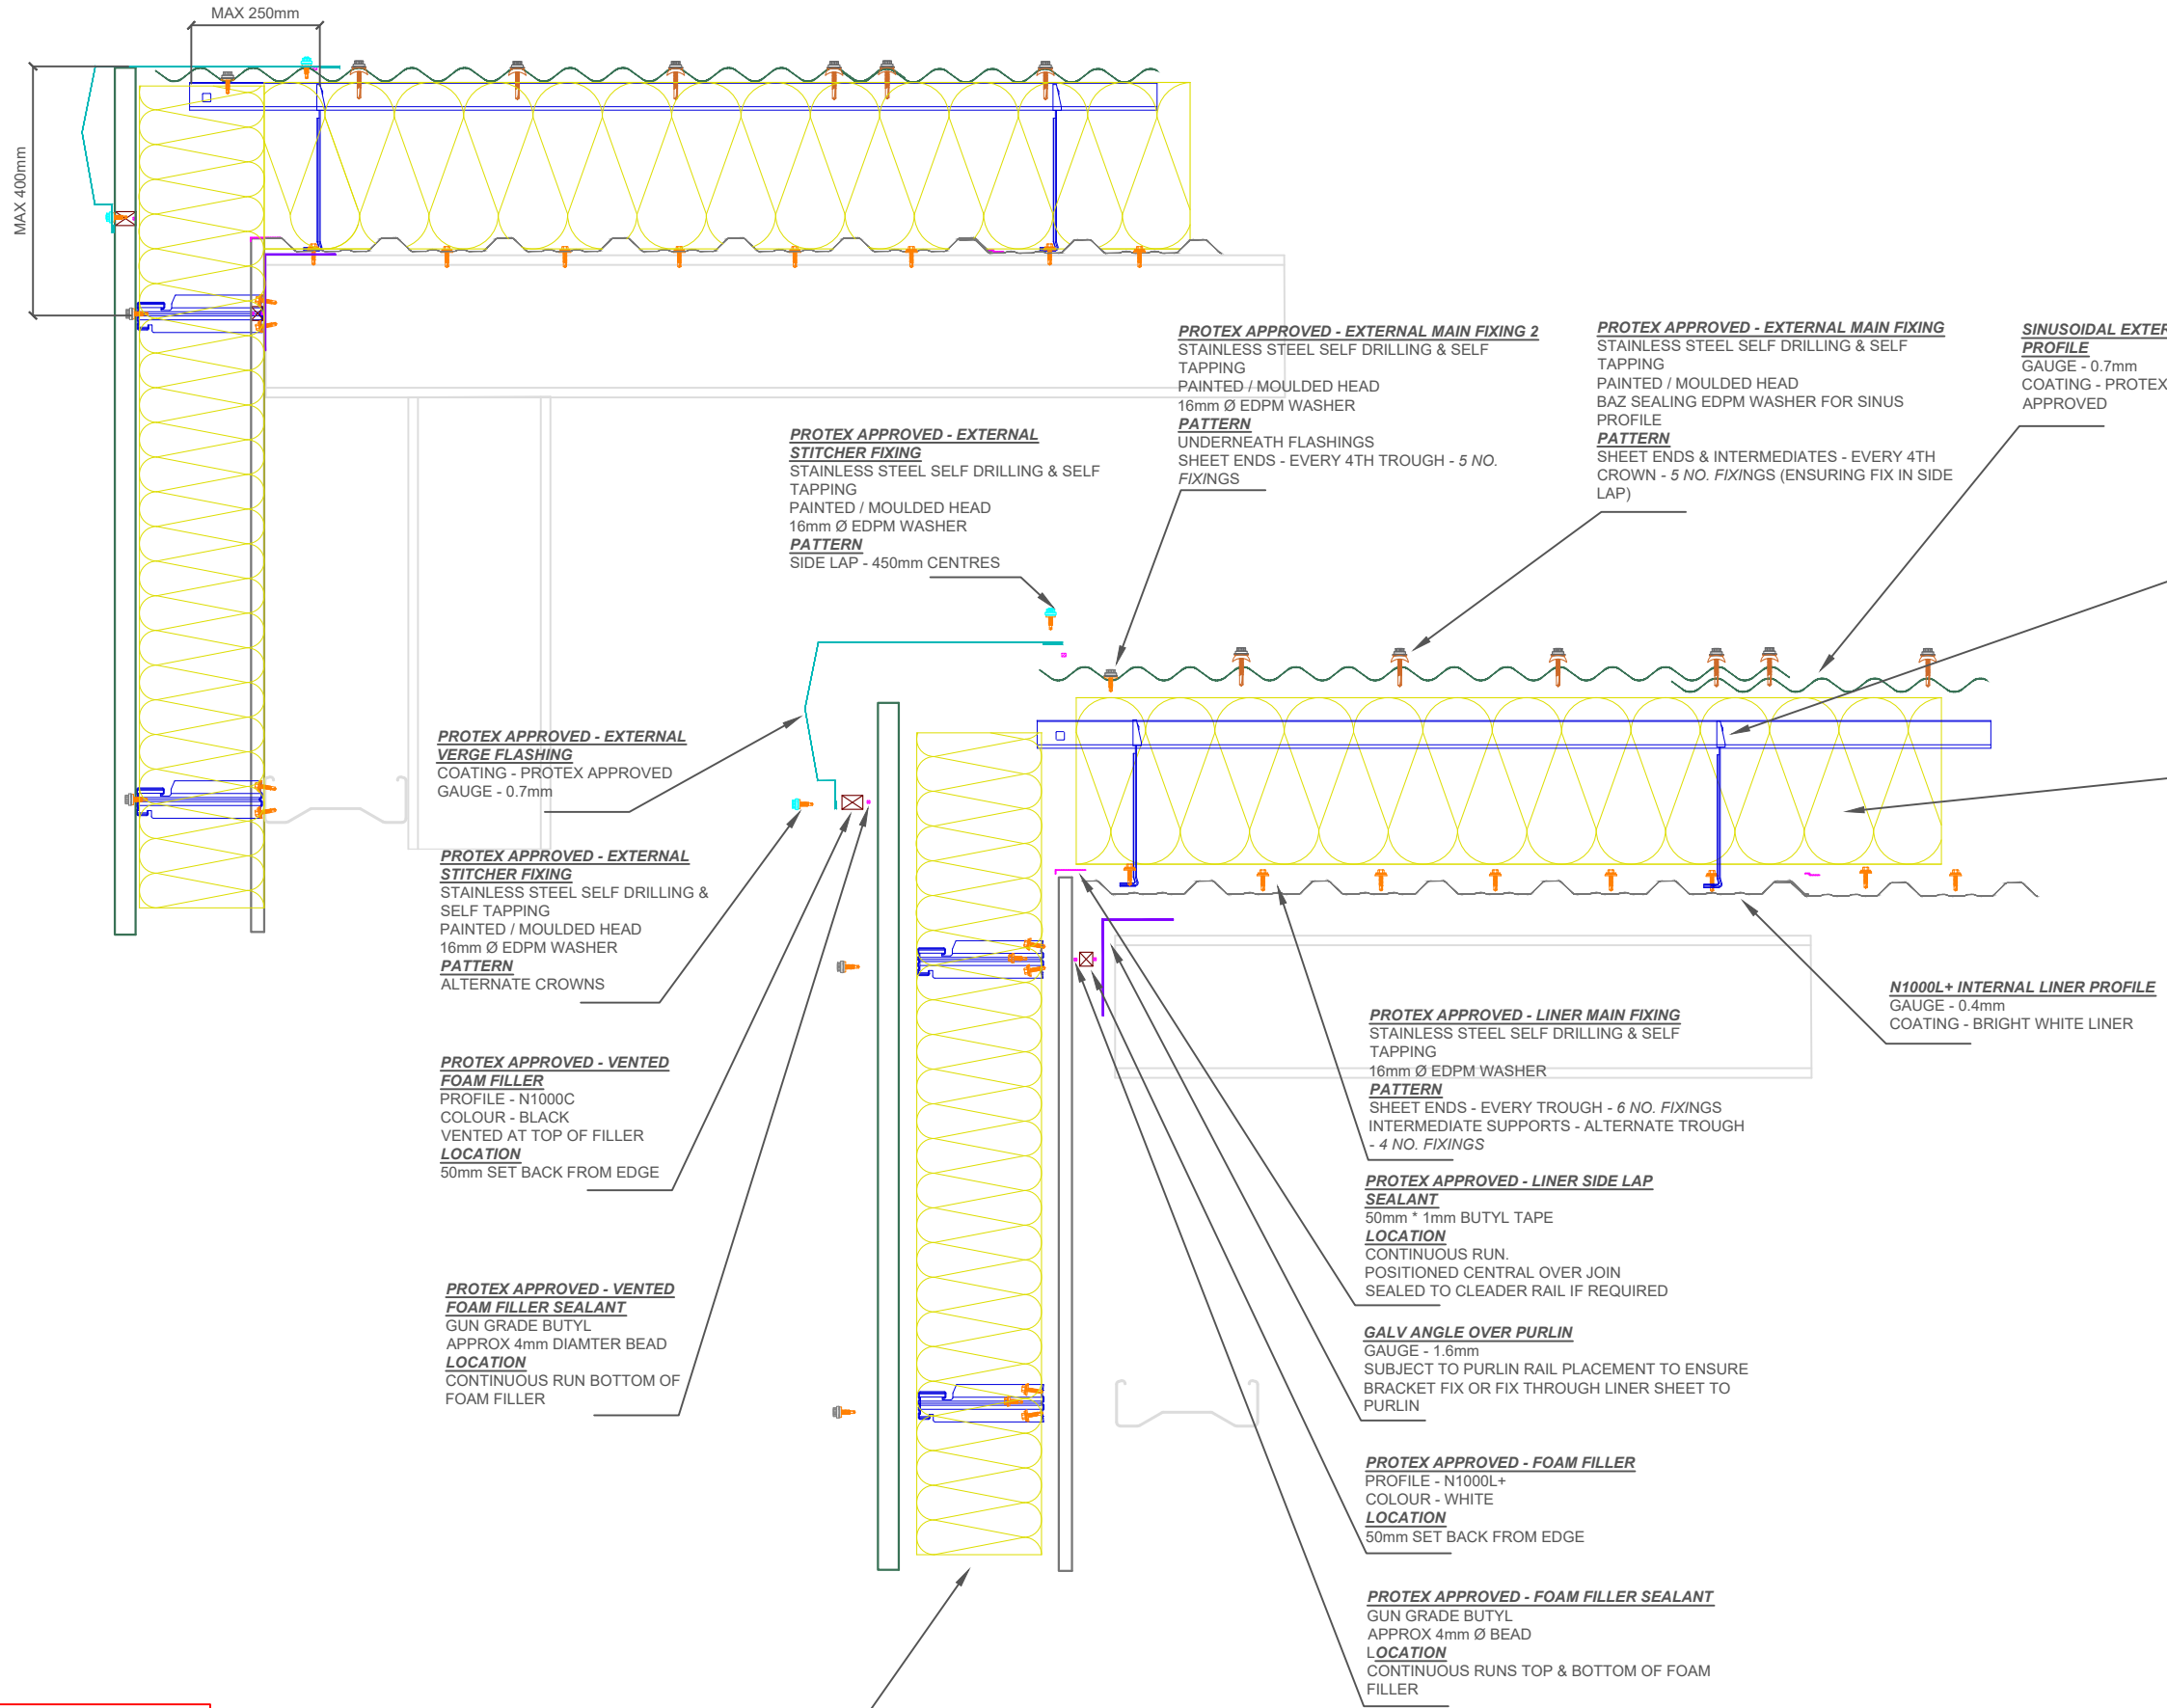 MAX 250mm
MAX 400mm
PROTEX APPROVED - EXTERNAL MAIN FIXING 2
STAINLESS STEEL SELF DRILLING & SELF
TAPPING
PAINTED / MOULDED HEAD
16mm Ø EDPM WASHER
PATTERN
UNDERNEATH FLASHINGS
SHEET ENDS - EVERY 4TH TROUGH - 5 NO.
FIXINGS
PROTEX APPROVED - EXTERNAL MAIN FIXING
STAINLESS STEEL SELF DRILLING & SELF
TAPPING
PAINTED / MOULDED HEAD
BAZ SEALING EDPM WASHER FOR SINUS
PROFILE
PATTERN
SHEET ENDS & INTERMEDIATES - EVERY 4TH
CROWN - 5 NO. FIXINGS (ENSURING FIX IN SIDE
LAP)
SINUSOIDAL
PROFILE
GAUGE - 0.7mm
COATING - PROTEX
APPROVED
PROTEX APPROVED - EXTERNAL
STITCHER FIXING
STAINLESS STEEL SELF DRILLING & SELF
TAPPING
PAINTED / MOULDED HEAD
16mm Ø EDPM WASHER
PATTERN
SIDE LAP - 450mm CENTRES
PROTEX APPROVED - EXTERNAL
VERGE FLASHING
COATING - PROTEX APPROVED
GAUGE - 0.7mm
PROTEX APPROVED - EXTERNAL
STITCHER FIXING
STAINLESS STEEL SELF DRILLING &
SELF TAPPING
PAINTED / MOULDED HEAD
16mm Ø EDPM WASHER
PATTERN
ALTERNATE CROWNS
PROTEX APPROVED - VENTED
FOAM FILLER
PROFILE - N1000C
COLOUR - BLACK
VENTED AT TOP OF FILLER
LOCATION
50mm SET BACK FROM EDGE
PROTEX APPROVED - VENTED
FOAM FILLER SEALANT
GUN GRADE BUTYL
APPROX 4mm DIAMTER BEAD
LOCATION
CONTINUOUS RUN BOTTOM OF
FOAM FILLER
N1000L+ INTERNAL LINER PROFILE
GAUGE - 0.4mm
COATING - BRIGHT WHITE LINER
PROTEX APPROVED - LINER MAIN FIXING
STAINLESS STEEL SELF DRILLING & SELF
TAPPING
16mm Ø EDPM WASHER
PATTERN
SHEET ENDS - EVERY TROUGH - 6 NO. FIXINGS
INTERMEDIATE SUPPORTS - ALTERNATE TROUGH
- 4 NO. FIXINGS
PROTEX APPROVED - LINER SIDE LAP
SEALANT
50mm * 1mm BUTYL TAPE
LOCATION
CONTINUOUS RUN.
POSITIONED CENTRAL OVER JOIN
SEALED TO CLEADER RAIL IF REQUIRED
GALV ANGLE OVER PURLIN
GAUGE - 1.6mm
SUBJECT TO PURLIN RAIL PLACEMENT TO ENSURE
BRACKET FIX OR FIX THROUGH LINER SHEET TO
PURLIN
PROTEX APPROVED - FOAM FILLER
PROFILE - N1000L+
COLOUR - WHITE
LOCATION
50mm SET BACK FROM EDGE
PROTEX APPROVED - FOAM FILLER SEALANT
GUN GRADE BUTYL
APPROX 4mm Ø BEAD
LOCATION
CONTINUOUS RUNS TOP & BOTTOM OF FOAM
FILLER